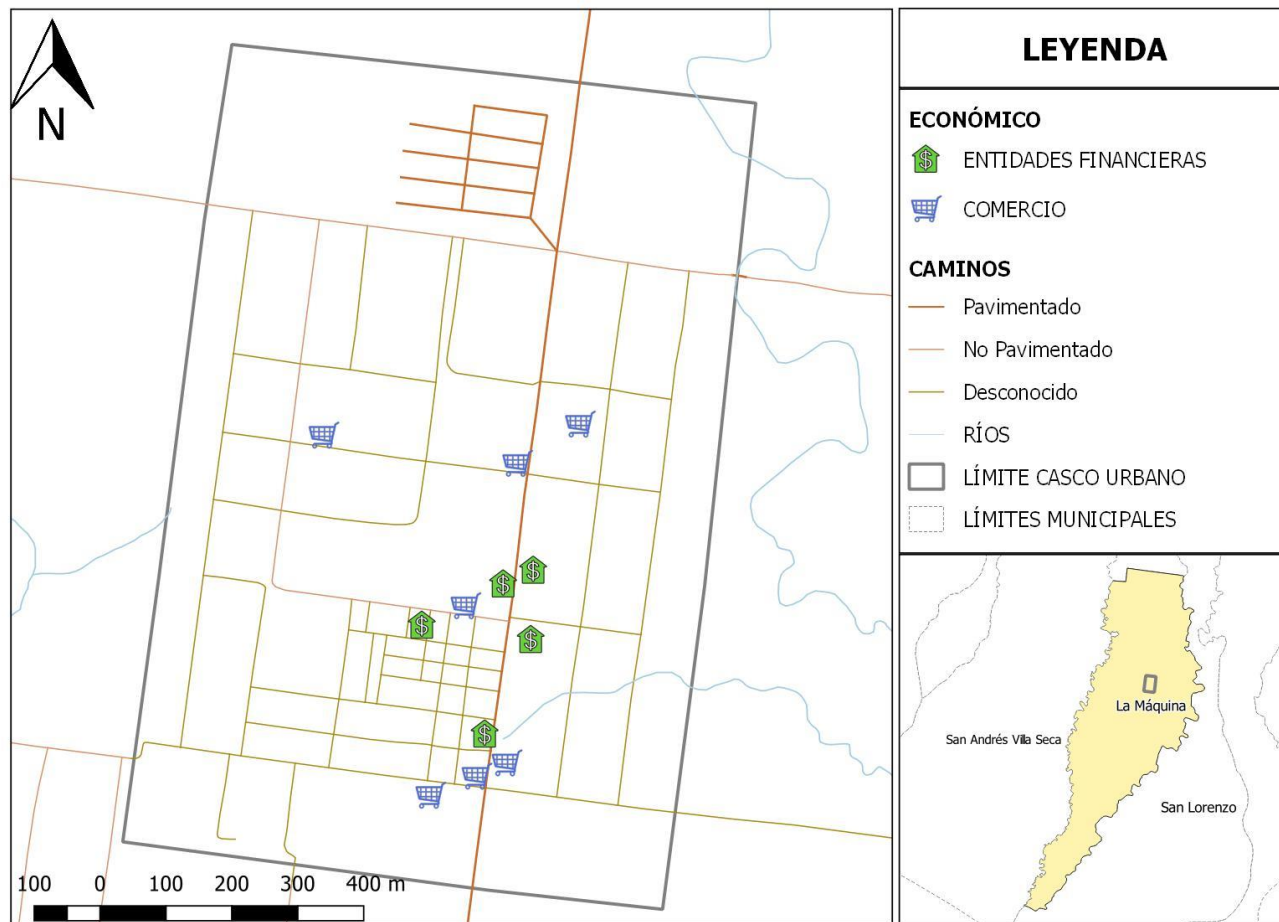 N
100 0 100 200 300 400 m
LEYENDA
ECONÓMICO
ENTIDADES FINANCIERAS
COMERCIO
CAMINOS
Pavimentado
No Pavimentado
Desconocido
RÍOS
LÍMITE CASCO URBANO
LÍMITES MUNICIPALES
La Máquina
San Andrés Villa Seca
San Lorenzo